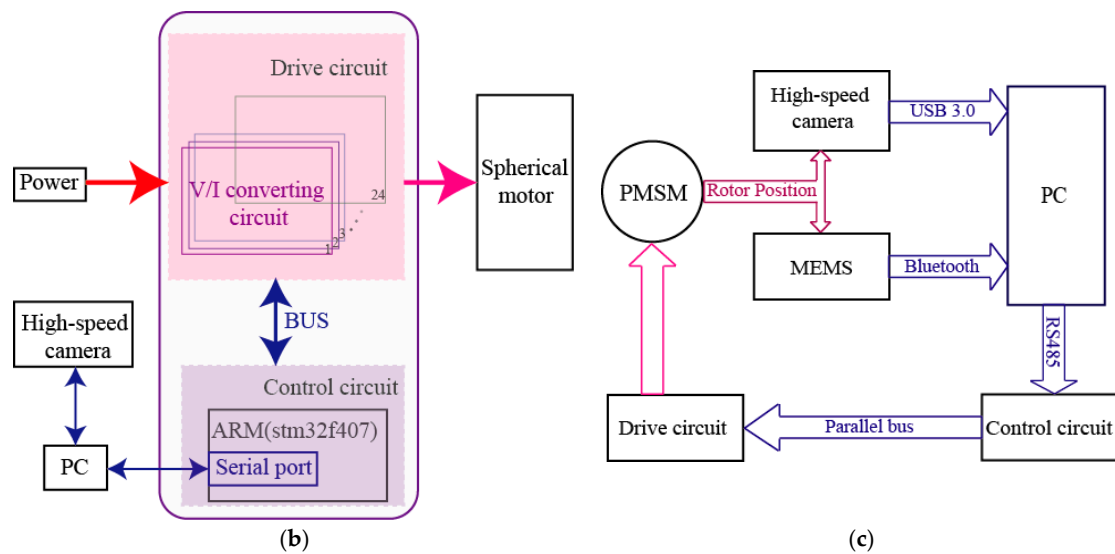 Drive circuit
24
V/I converting
circuit
1
2
3
Power
Spherical
motor
BUS
High-speed
camera
Control circuit
ARM(stm32f407)
Serial port
PC
(b)
High-speed
camera
USB 3.0
PC
PMSM
Rotor Position
MEMS
Bluetooth
RS485
Drive circuit
Parallel bus
Control circuit
(c)